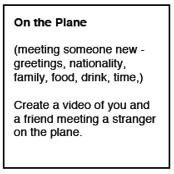 On the Plane
(meeting someone new -
greetings, nationality,
family, food, drink, time,)
Create a video of you and
a friend meeting a stranger
on the plane.